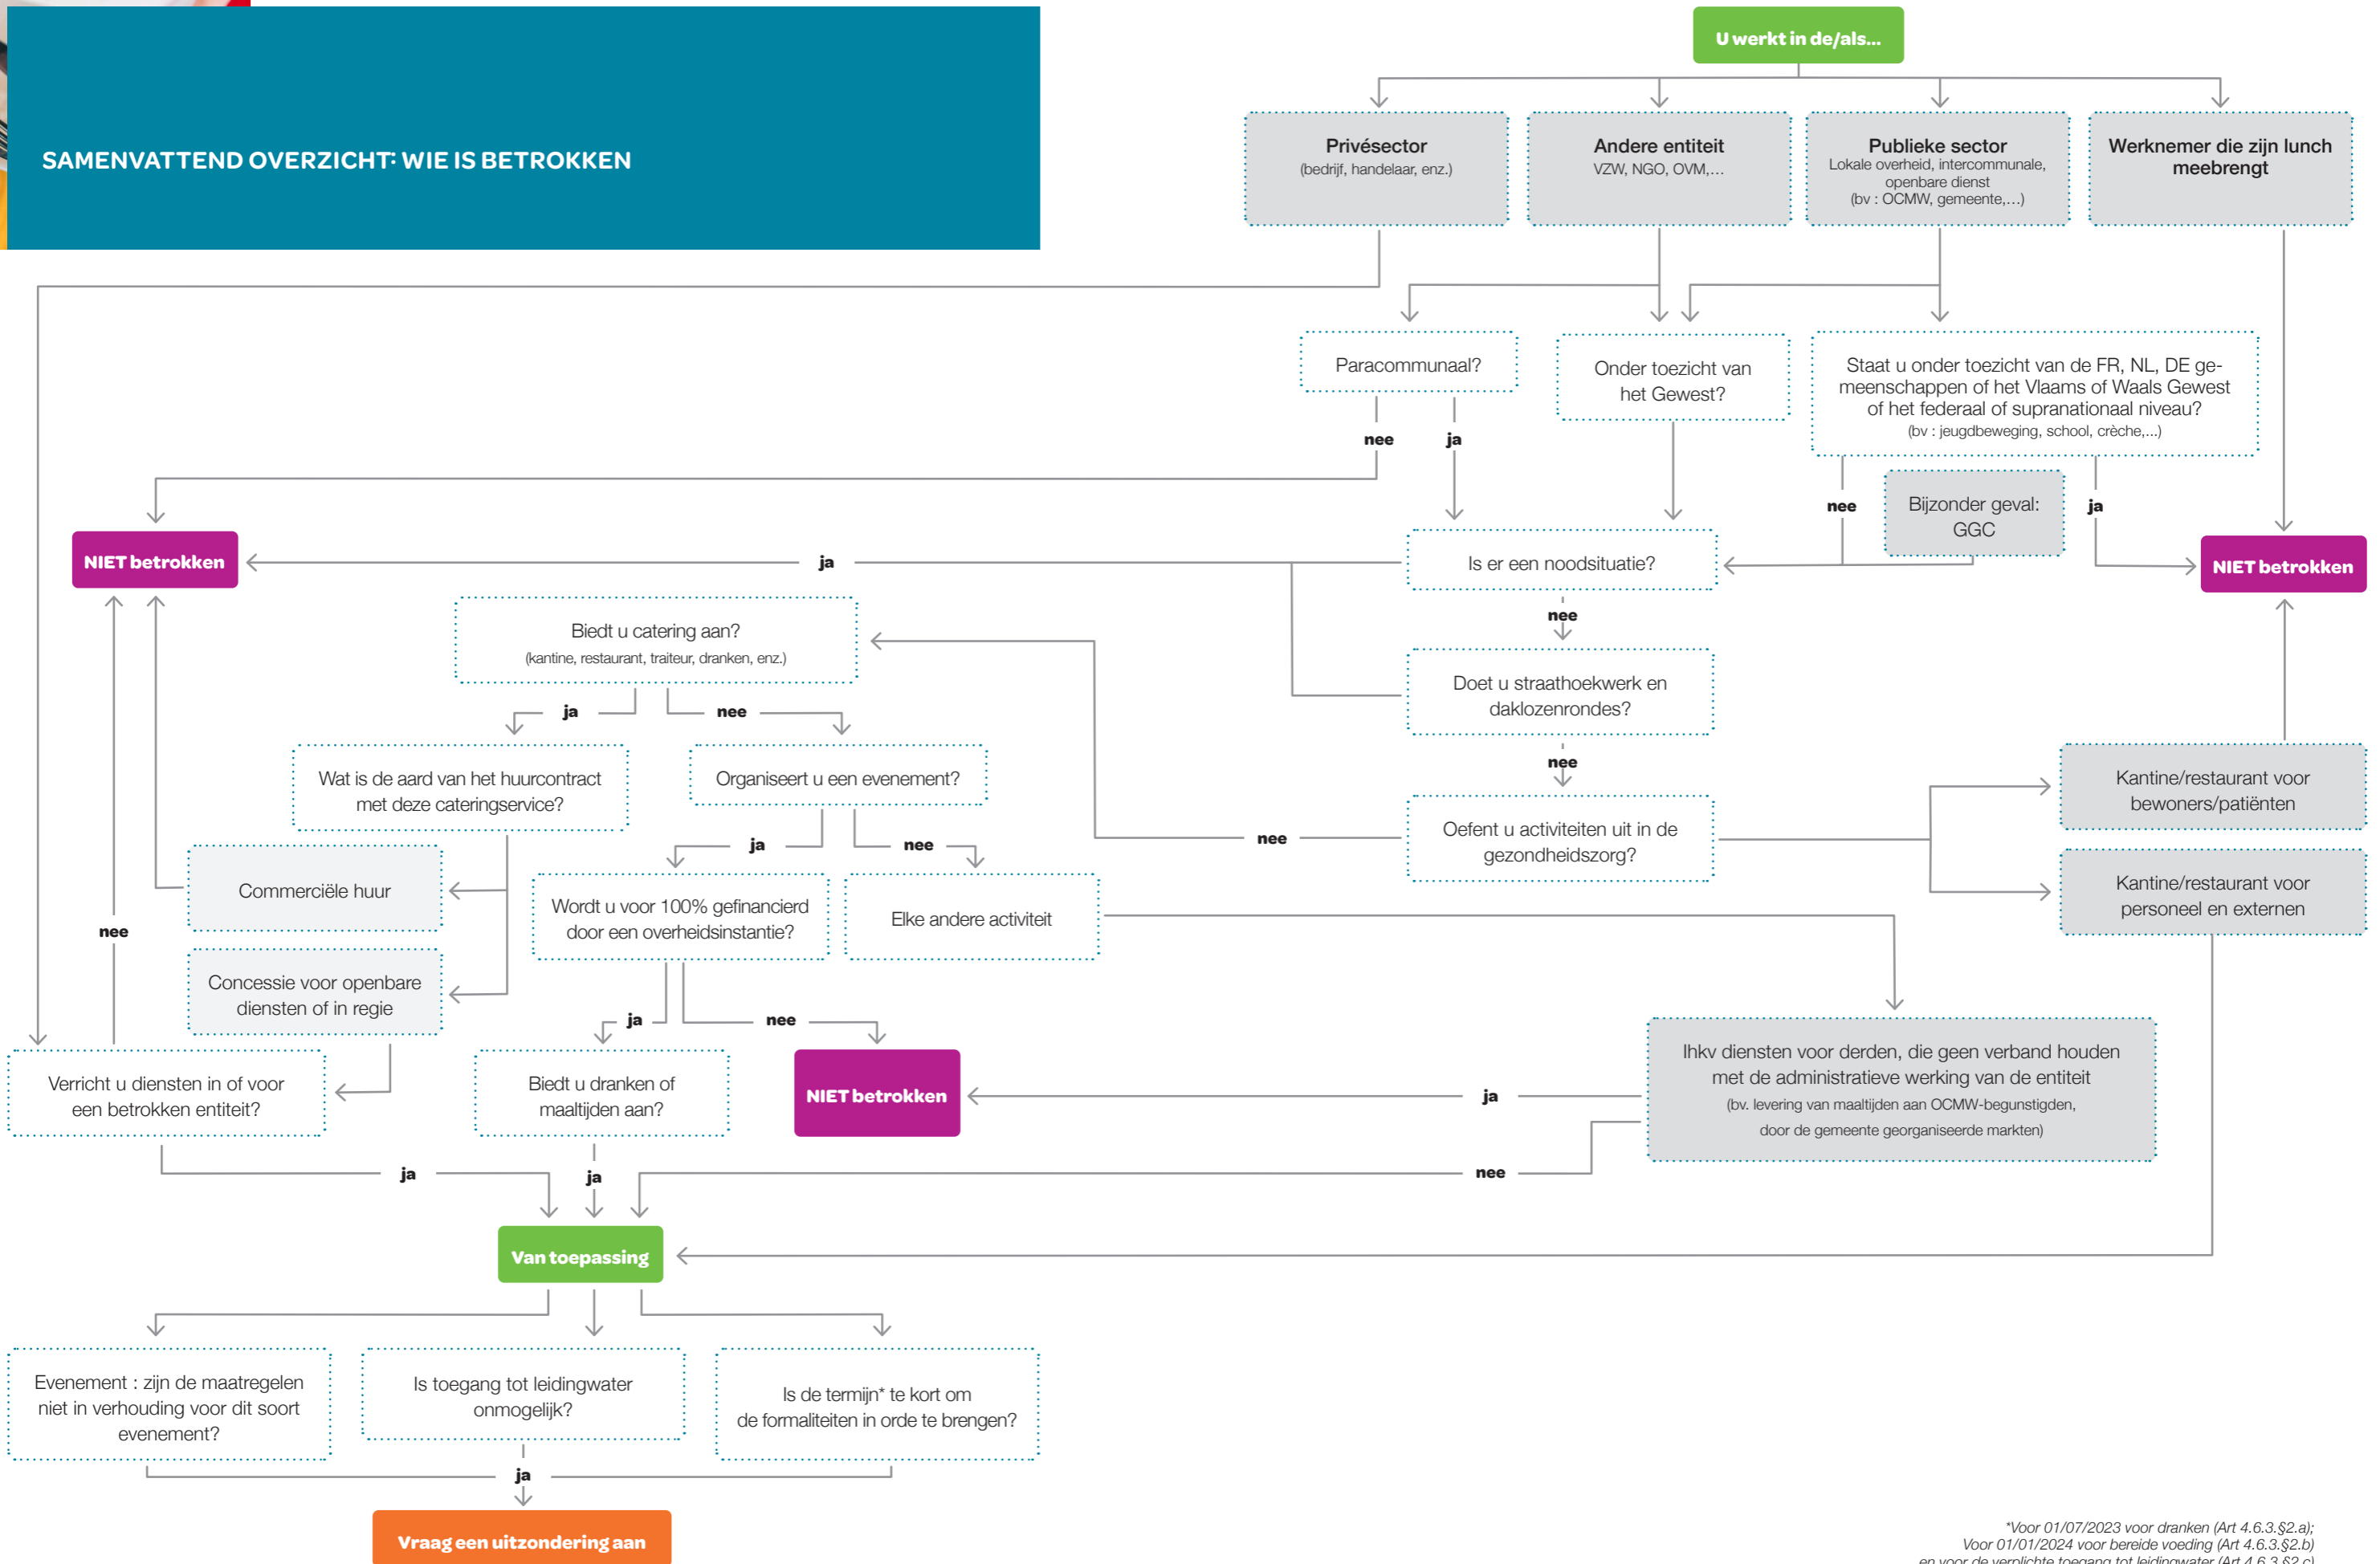 SAMENVATTEND OVERZICHT: WIE IS BETROKKEN
U werkt in de/als...
Privésector
(bedrijf, handelaar, enz.)
Andere entiteit
VZW, NGO, OVM,...
Publieke sector
Lokale overheid, intercommunale,
openbare dienst
(bv : OCMW, gemeente,...)
Werknemer die zijn lunch
meebrengt
Paracommunaal?
Onder toezicht van
het Gewest?
Staat u onder toezicht van de FR, NL, DE ge-
meenschappen of het Vlaams of Waals Gewest
of het federaal of supranationaal niveau?
(bv : jeugdbeweging, school, crèche,...)
nee
ja
nee
Bijzonder geval:
GGC
ja
NIET betrokken
ja
Is er een noodsituatie?
NIET betrokken
nee
Biedt u catering aan?
(kantine, restaurant, traiteur, dranken, enz.)
Doet u straathoekwerk en
daklozenrondes?
ja
nee
nee
Wat is de aard van het huurcontract
met deze cateringservice?
Organiseert u een evenement?
Kantine/restaurant voor
bewoners/patiënten
ja
nee
nee
Oefent u activiteiten uit in de
gezondheidszorg?
Commerciële huur
Wordt u voor 100% gefinancierd
door een overheidsinstantie?
Elke andere activiteit
Kantine/restaurant voor
personeel en externen
nee
Concessie voor openbare
diensten of in regie
ja
nee
Verricht u diensten in of voor
een betrokken entiteit?
Biedt u dranken of
maaltijden aan?
NIET betrokken
ja
Ihkv diensten voor derden, die geen verband houden
met de administratieve werking van de entiteit
(bv. levering van maaltijden aan OCMW-begunstigden,
door de gemeente georganiseerde markten)
ja
ja
nee
Van toepassing
Evenement : zijn de maatregelen
niet in verhouding voor dit soort
evenement?
Is toegang tot leidingwater
onmogelijk?
Is de termijn* te kort om
de formaliteiten in orde te brengen?
ja
Vraag een uitzondering aan
*Voor 01/07/2023 voor dranken (Art 4.6.3.§2.a);
Voor 01/01/2024 voor bereide voeding (Art 4.6.3.§2.b)
en voor de verplichte toegang tot leidingwater (Art 4.6.3.§2.c)